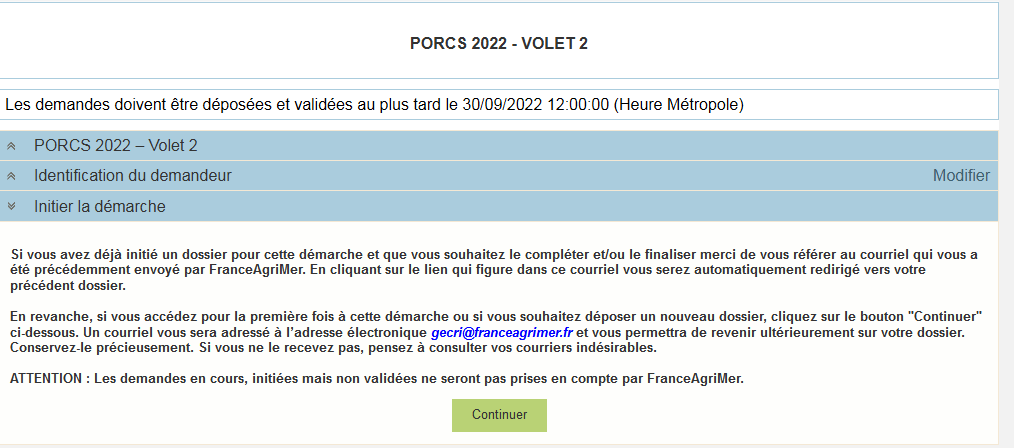 PORCS 2022 - VOLET 2
Les demandes doivent être déposées et validées au plus tard le 30/09/2022 12:00:00 (Heure Métropole)
PORCS 2022 – Volet 2
Identification du demandeur Modifier
Initier la démarche
Si vous avez déjà initié un dossier pour cette démarche et que vous souhaitez le compléter et/ou le finaliser merci de vous référer au courriel qui vous a
été précédemment envoyé par FranceAgriMer. En cliquant sur le lien qui figure dans ce courriel vous serez automatiquement redirigé vers votre
précédent dossier.
En revanche, si vous accédez pour la première fois à cette démarche ou si vous souhaitez déposer un nouveau dossier, cliquez sur le bouton "Continuer"
ci-dessous. Un courriel vous sera adressé à l'adresse électronique gecri@franceagrimer.fr et vous permettra de revenir ultérieurement sur votre dossier.
Conservez-le précieusement. Si vous ne le recevez pas, pensez à consulter vos courriers indésirables.
ATTENTION : Les demandes en cours, initiées mais non validées ne seront pas prises en compte par FranceAgriMer.
Continuer